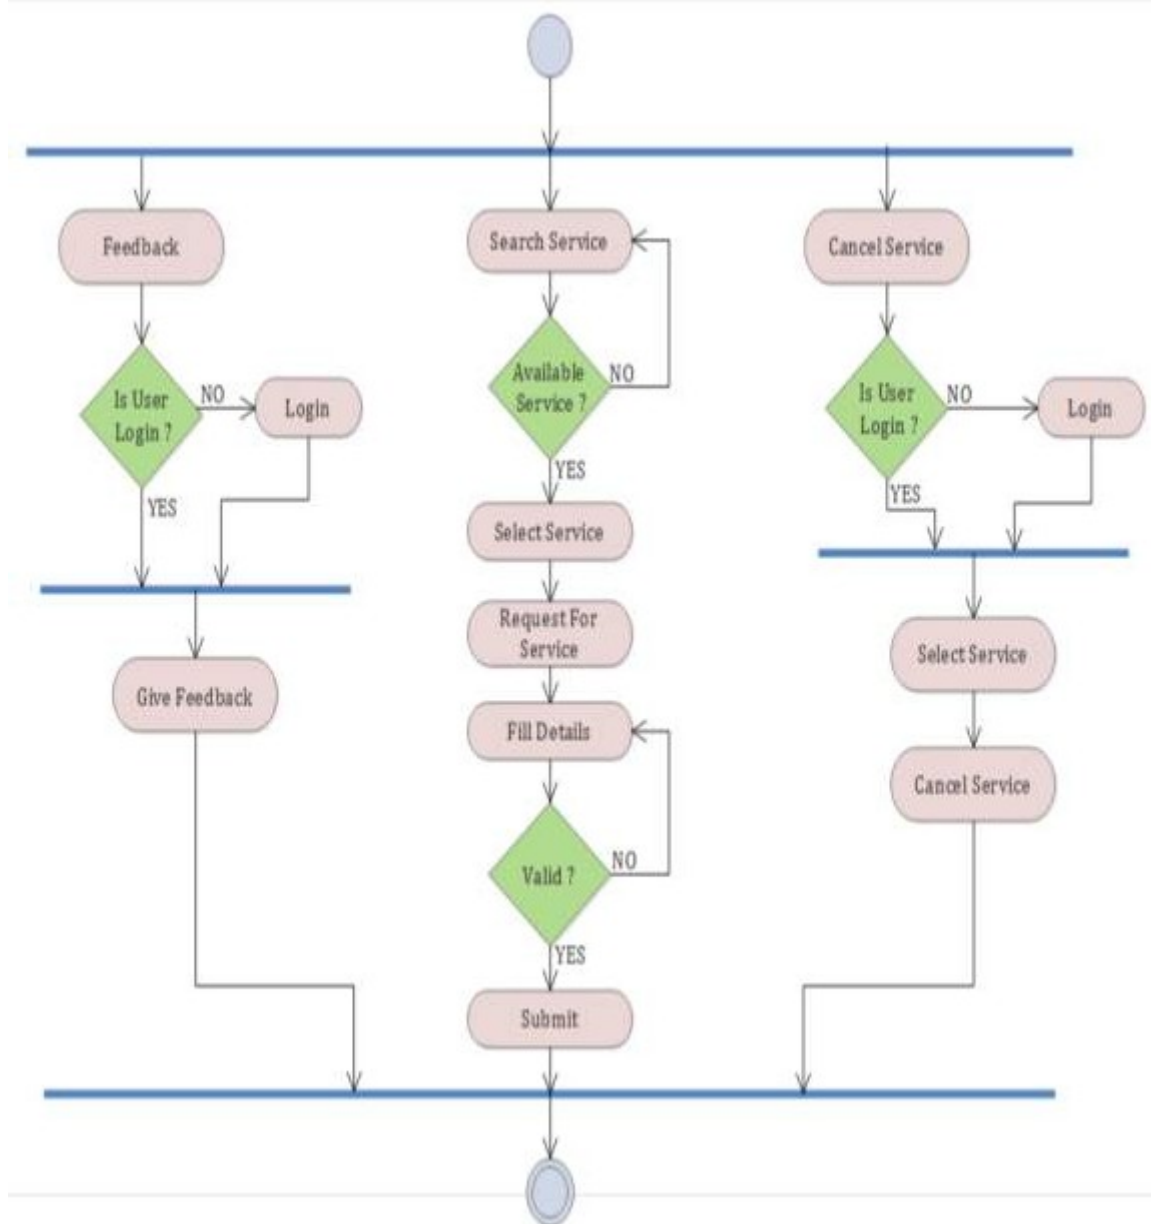 Feedback
Is User
Login ?
NO
Login
YES
Give Feedback
Search Service
Available
Service ?
NO
YES
Select Service
Request For
Service
Fill Details
Valid ?
NO
YES
Submit
Cancel Service
Is User
Login ?
NO
Login
YES
Select Service
Cancel Service